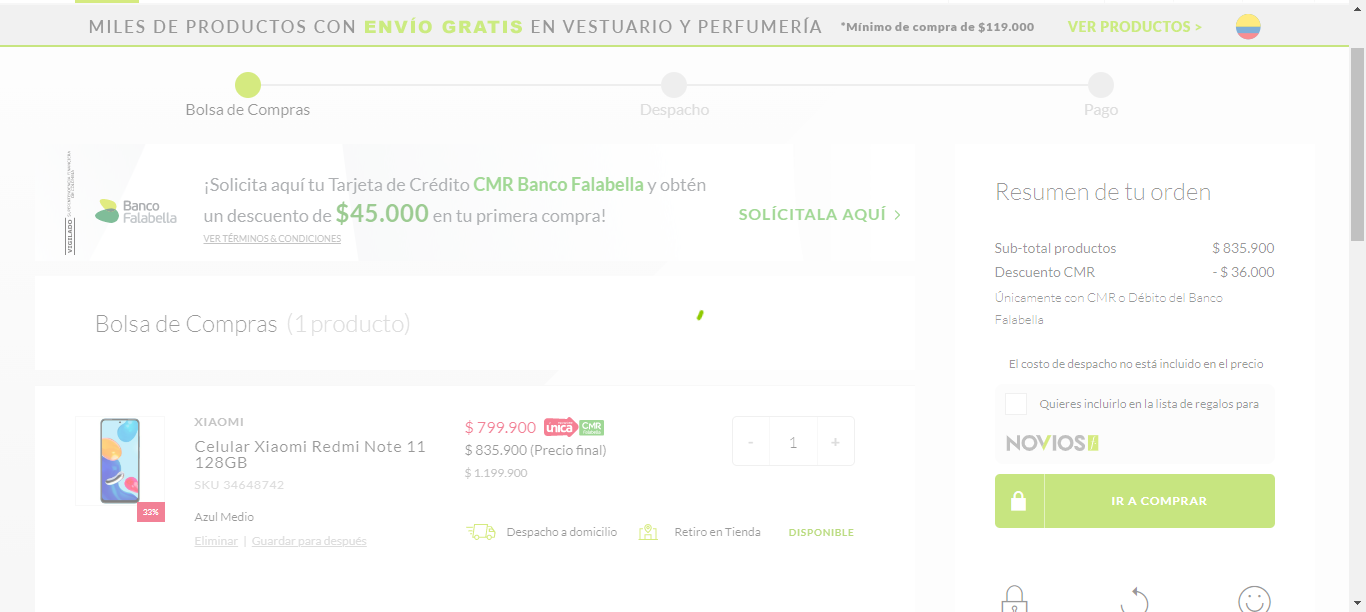 MILES DE PRODUCTOS CON ENVÍO GRATIS EN VESTUARIO Y PERFUMERÍA *Mínimo de compra de $119.000 VER PRODUCTOS >
Bolsa de Compras
Despacho
Pago
VIGILADO
Banco
Falabella
¡Solicita aquí tu Tarjeta de Crédito CMR Banco Falabella y obtén
un descuento de $45.000 en tu primera compra!
VER TÉRMINOS & CONDICIONES
SOLÍCITALA AQUÍ >
Bolsa de Compras (1 producto)
33%
XIAOMI
Celular Xiaomi Redmi Note 11
128GB
SKU 34648742
Azul Medio
Eliminar | Guardar para después
$ 799.900 única CMR
$ 835.900 (Precio final)
$ 1.199.900
- 1 +
Despacho a domicilio
Retiro en Tienda
DISPONIBLE
Resumen de tu orden
Sub-total productos $ 835.900
Descuento CMR - $ 36.000
Únicamente con CMR o Débito del Banco
Falabella
El costo de despacho no está incluido en el precio
Quieres incluirlo en la lista de regalos para
NOVIOS
IR A COMPRAR